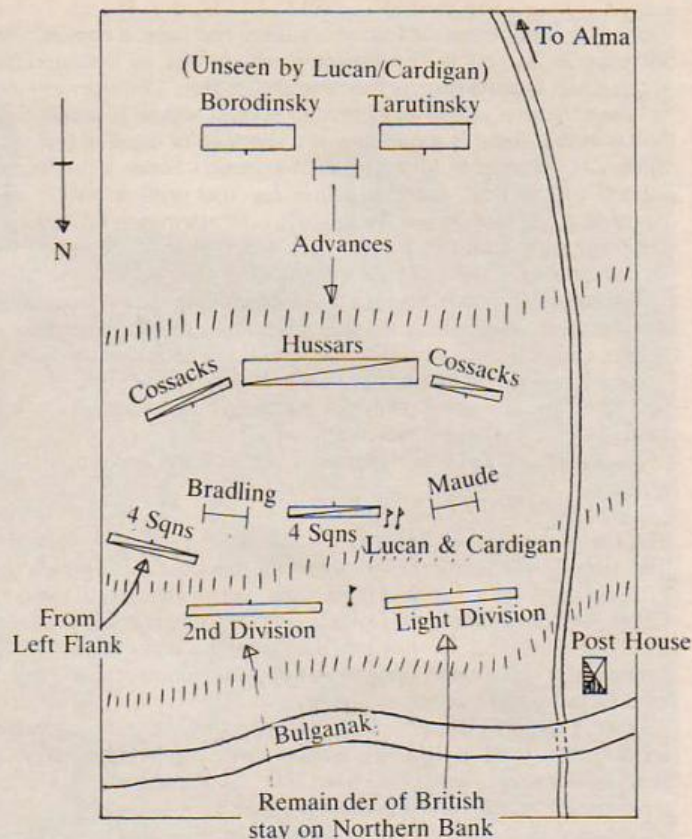 To Alma
(Unseen by Lucan/Cardigan)
Borodinsky
Tarutinsky
N
Advances
Hussars
Cossacks
Cossacks
Bradling
Maude
4 Sqns
4 Sqns
Lucan & Cardigan
From
Left Flank
2nd Division
Light Division
Post House
Bulganak
Remainder of British
stay on Northern Bank